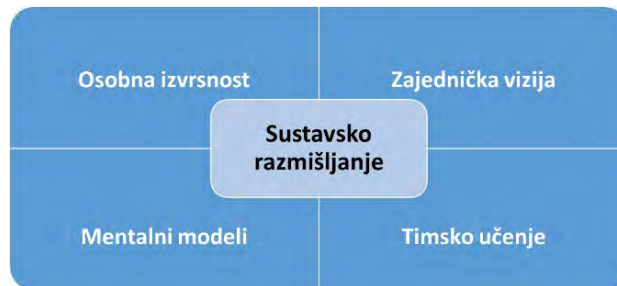 Osobna izvrsnost
Zajednička vizija
Sustavsko
razmišljanje
Mentalni modeli
Timsko učenje